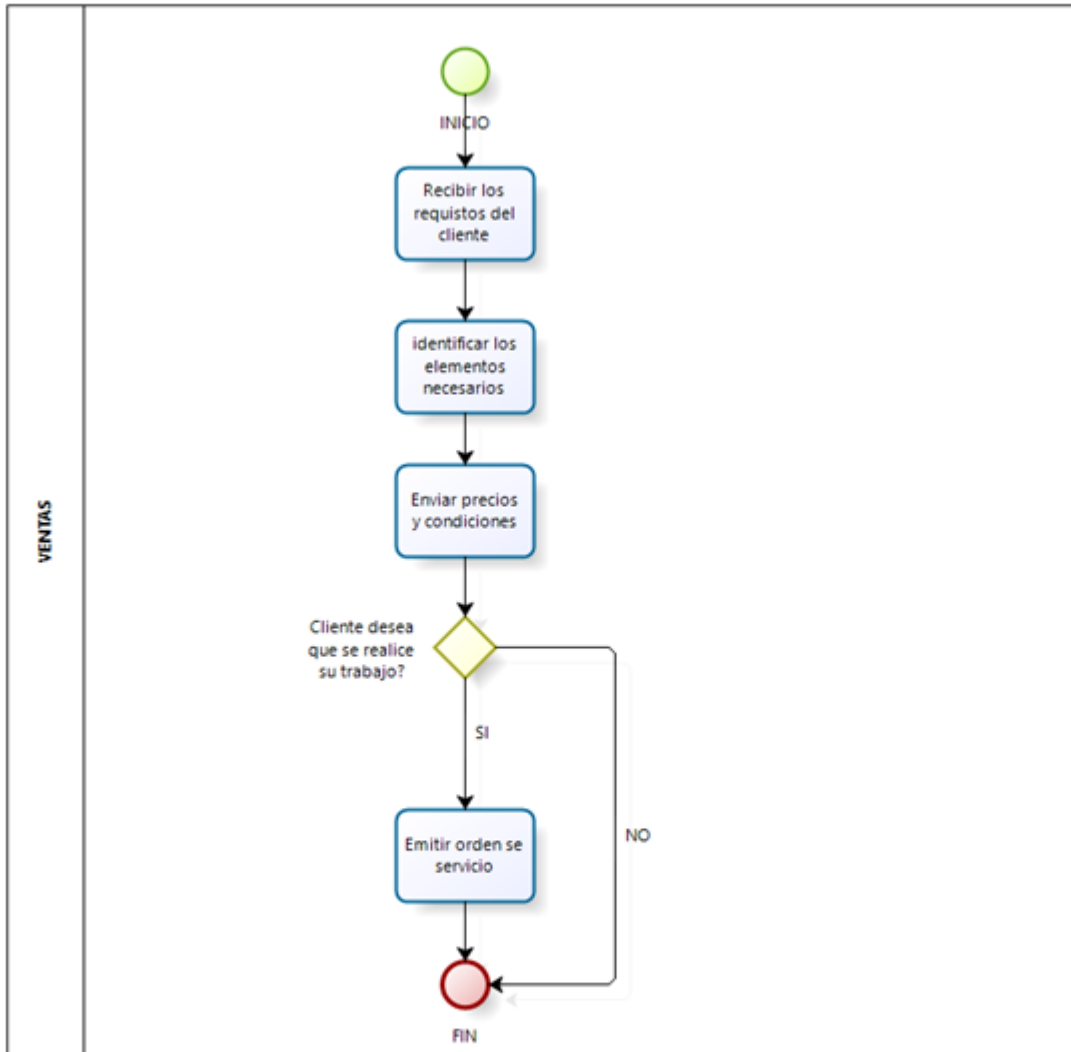 VENTAS
INICIO
Recibir los
requistos del
cliente
identificar los
elementos
necesarios
Enviar precios
y condiciones
Cliente desea
que se realice
su trabajo?
SI
NO
Emitir orden se
servicio
FIN